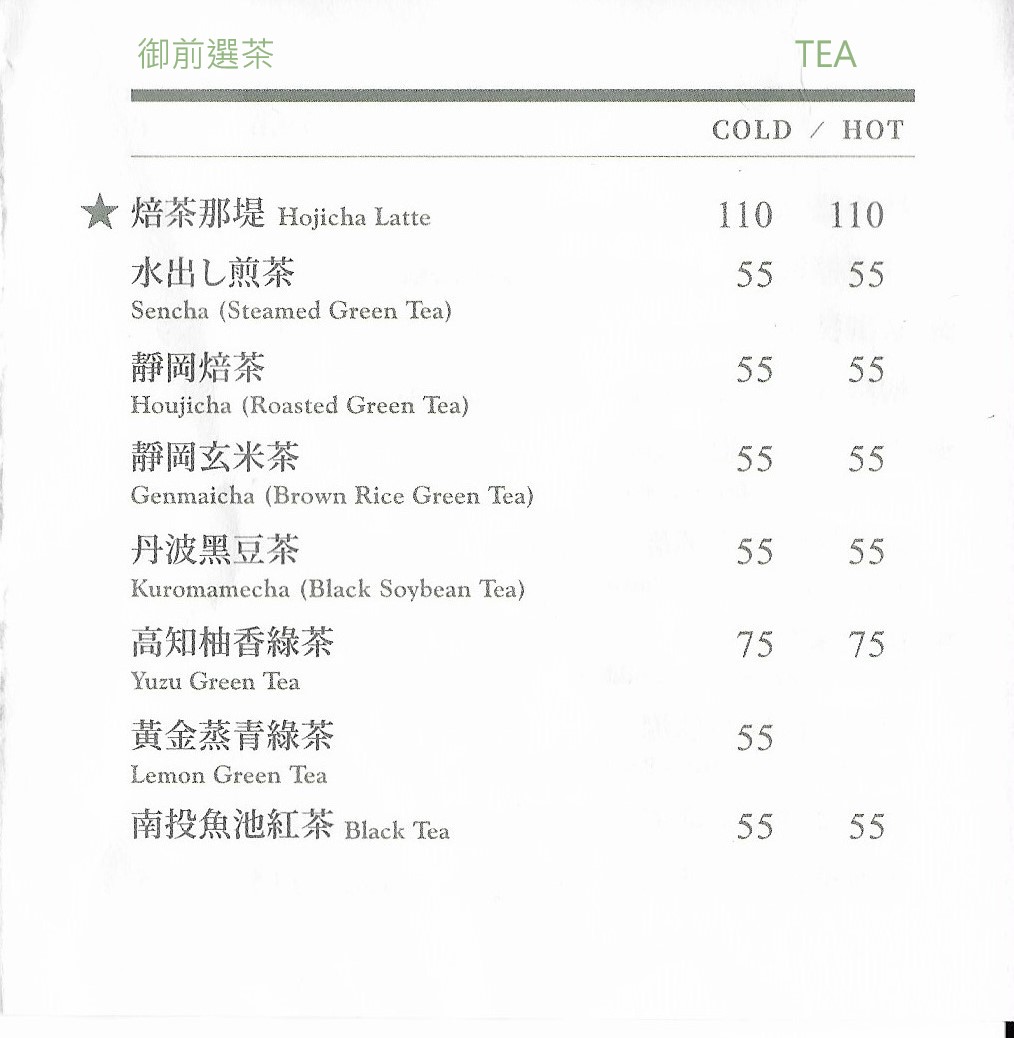 御前選茶 TEA
COLD / HOT
★ 焙茶那堤 Hojicha Latte 110 110
水出し煎茶 55 55
Sencha (Steamed Green Tea)
靜岡焙茶 55 55
Houjicha (Roasted Green Tea)
靜岡玄米茶 55 55
Genmaicha (Brown Rice Green Tea)
丹波黑豆茶 55 55
Kuromamecha (Black Soybean Tea)
高知柚香綠茶 75 75
Yuzu Green Tea
黃金蒸青綠茶 55
Lemon Green Tea
南投魚池紅茶 Black Tea 55 55